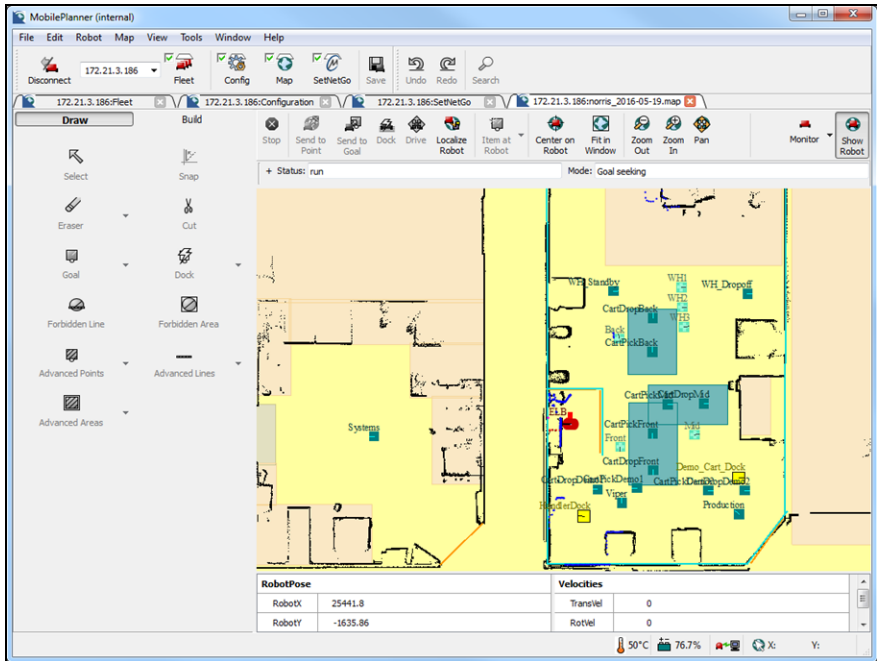 MobilePlanner (internal)
File Edit Robot Map View Tools Window Help
Disconnect 172.21.3.186 Fleet Config Map SetNetGo Save Undo Redo Search
172.21.3.186:Fleet 172.21.3.186:Configuration 172.21.3.186:SetNetGo 172.21.3.186:norris_2016-05-19.map
Draw Build
Select Snap
Eraser Cut
Goal Dock
Forbidden Line Forbidden Area
Advanced Points Advanced Lines
Advanced Areas
Stop Send to Point Send to Goal Dock Drive Localize Robot Item at Robot Center on Robot Fit in Window Zoom Out Zoom In Pan Monitor Show Robot
+ Status: run Mode: Goal seeking
WH_Standby WH1 WH_Dropoff
WH2
CartDropBack WH3
Back
CartPickBack
CartDropMid
ELB
Systems CartPickFront Mid
Front
CartDropFront Demo_Cart_Dock
CartPickDemo1
Viper Production
HandlerDock
RobotPose Velocities
RobotX 25441.8 TransVel 0
RobotY -1635.86 RotVel 0
50°C 76.7% X: Y: